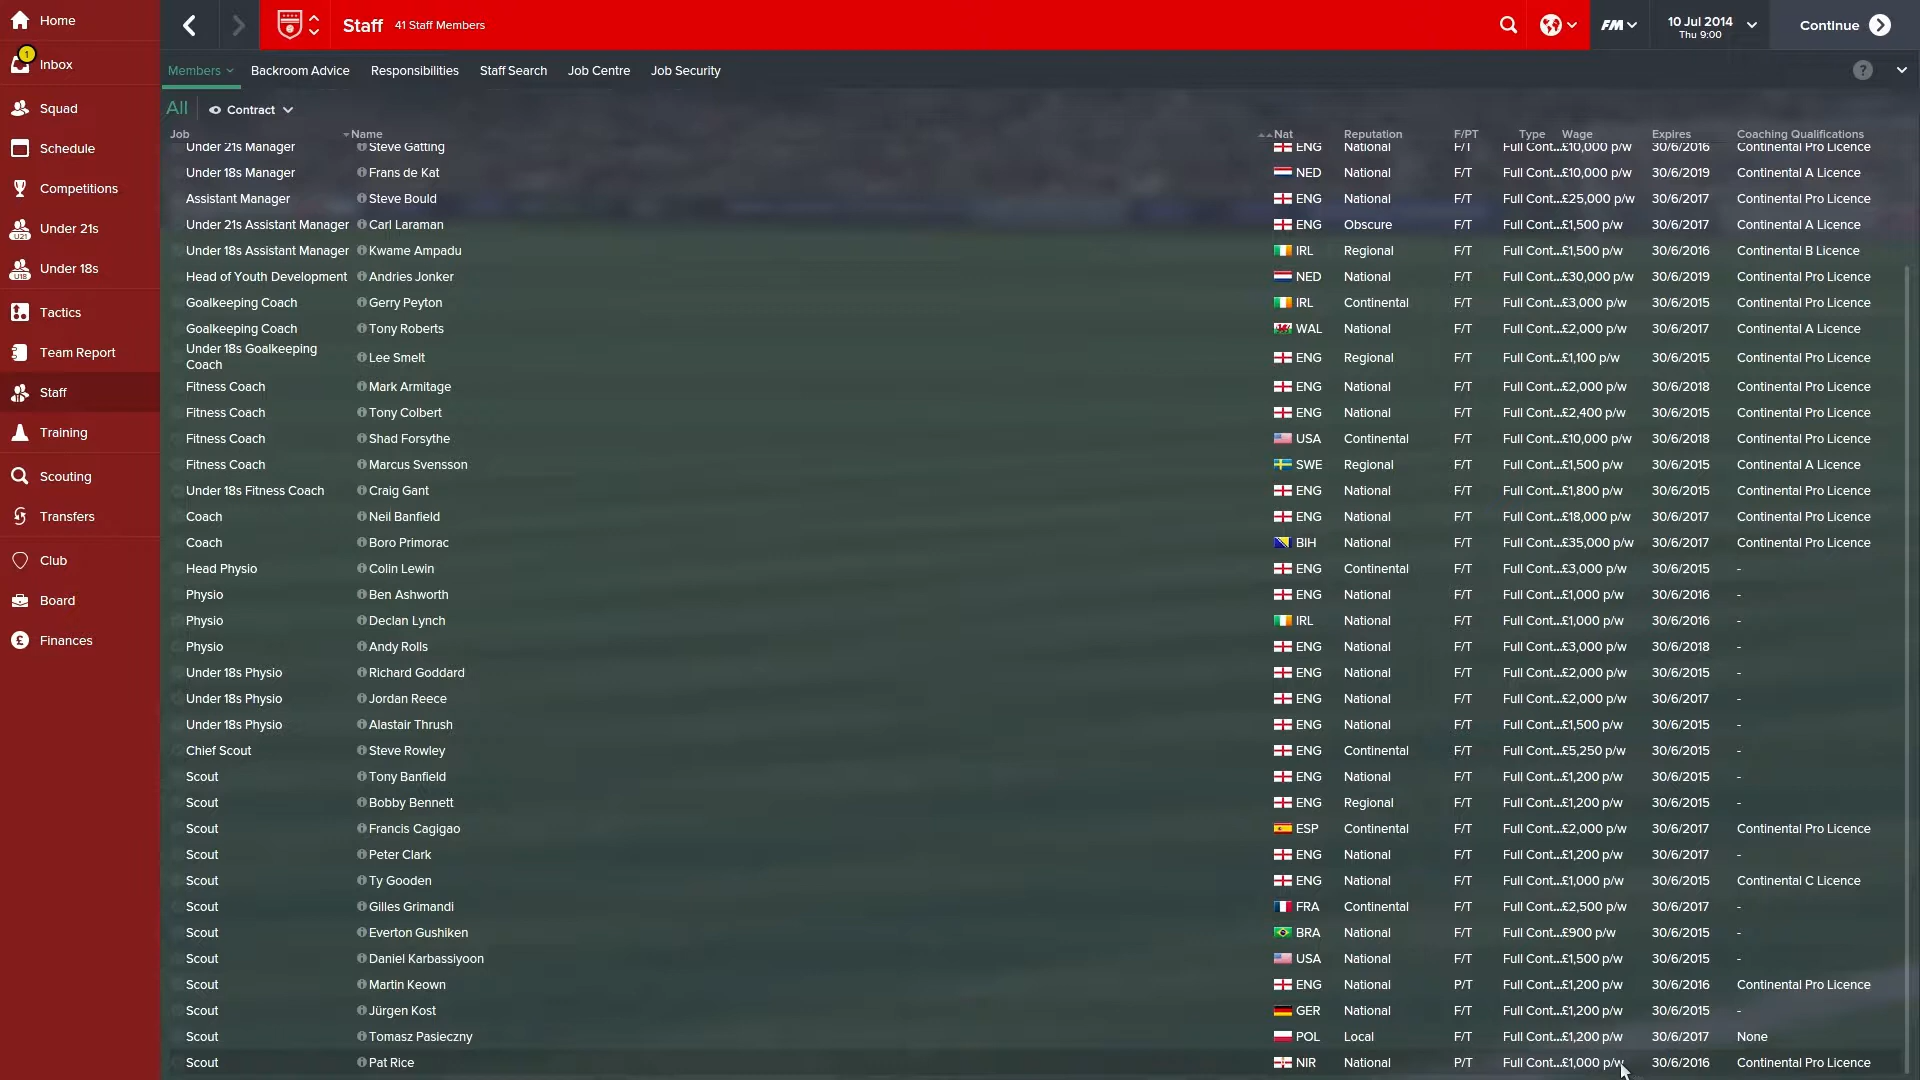 Home
1
Inbox
Squad
Schedule
Competitions
U21
Under 21s
U18
Under 18s
Tactics
Team Report
Staff
Training
Scouting
Transfers
Club
Board
£ Finances
Staff 41 Staff Members
FM
10 Jul 2014
Thu 9:00
Continue
Members Backroom Advice Responsibilities Staff Search Job Centre Job Security
?
All Contract
Job Name Nat Reputation F/PT Type Wage Expires Coaching Qualifications
Under 21s Manager Steve Gatting ENG National F/T Full Cont...£10,000 p/w 30/6/2016 Continental Pro Licence
Under 18s Manager Frans de Kat NED National F/T Full Cont...£10,000 p/w 30/6/2019 Continental A Licence
Assistant Manager Steve Bould ENG National F/T Full Cont...£25,000 p/w 30/6/2017 Continental Pro Licence
Under 21s Assistant Manager Carl Laraman ENG Obscure F/T Full Cont...£1,500 p/w 30/6/2017 Continental A Licence
Under 18s Assistant Manager Kwame Ampadu IRL Regional F/T Full Cont...£1,500 p/w 30/6/2016 Continental B Licence
Head of Youth Development Andries Jonker NED National F/T Full Cont...£30,000 p/w 30/6/2019 Continental Pro Licence
Goalkeeping Coach Gerry Peyton IRL Continental F/T Full Cont...£3,000 p/w 30/6/2015 Continental Pro Licence
Goalkeeping Coach Tony Roberts WAL National F/T Full Cont...£2,000 p/w 30/6/2017 Continental A Licence
Under 18s Goalkeeping
Coach Lee Smelt ENG Regional F/T Full Cont...£1,100 p/w 30/6/2015 Continental Pro Licence
Fitness Coach Mark Armitage ENG National F/T Full Cont...£2,000 p/w 30/6/2018 Continental Pro Licence
Fitness Coach Tony Colbert ENG National F/T Full Cont...£2,400 p/w 30/6/2015 Continental Pro Licence
Fitness Coach Shad Forsythe USA Continental F/T Full Cont...£10,000 p/w 30/6/2018 Continental Pro Licence
Fitness Coach Marcus Svensson SWE Regional F/T Full Cont...£1,500 p/w 30/6/2015 Continental A Licence
Under 18s Fitness Coach Craig Gant ENG National F/T Full Cont...£1,800 p/w 30/6/2015 Continental Pro Licence
Coach Neil Banfield ENG National F/T Full Cont...£18,000 p/w 30/6/2017 Continental Pro Licence
Coach Boro Primorac BIH National F/T Full Cont...£35,000 p/w 30/6/2017 Continental Pro Licence
Head Physio Colin Lewin ENG Continental F/T Full Cont...£3,000 p/w 30/6/2015 -
Physio Ben Ashworth ENG National F/T Full Cont...£1,000 p/w 30/6/2016 -
Physio Declan Lynch IRL National F/T Full Cont...£1,000 p/w 30/6/2016 -
Physio Andy Rolls ENG National F/T Full Cont...£3,000 p/w 30/6/2018 -
Under 18s Physio Richard Goddard ENG National F/T Full Cont...£2,000 p/w 30/6/2015 -
Under 18s Physio Jordan Reece ENG National F/T Full Cont...£2,000 p/w 30/6/2017 -
Under 18s Physio Alastair Thrush ENG National F/T Full Cont...£1,500 p/w 30/6/2015 -
Chief Scout Steve Rowley ENG Continental F/T Full Cont...£5,250 p/w 30/6/2015 -
Scout Tony Banfield ENG National F/T Full Cont...£1,200 p/w 30/6/2015 -
Scout Bobby Bennett ENG Regional F/T Full Cont...£1,200 p/w 30/6/2015 -
Scout Francis Cagigao ESP Continental F/T Full Cont...£2,000 p/w 30/6/2017 Continental Pro Licence
Scout Peter Clark ENG National F/T Full Cont...£1,200 p/w 30/6/2017 -
Scout Ty Gooden ENG National F/T Full Cont...£1,000 p/w 30/6/2015 Continental C Licence
Scout Gilles Grimandi FRA Continental F/T Full Cont...£2,500 p/w 30/6/2017 -
Scout Everton Gushiken BRA National F/T Full Cont...£900 p/w 30/6/2015 -
Scout Daniel Karbassiyoon USA National F/T Full Cont...£1,500 p/w 30/6/2015 -
Scout Martin Keown ENG National P/T Full Cont...£1,200 p/w 30/6/2016 Continental Pro Licence
Scout Jürgen Kost GER National F/T Full Cont...£1,200 p/w 30/6/2015 -
Scout Tomasz Pasieczny POL Local F/T Full Cont...£1,200 p/w 30/6/2017 None
Scout Pat Rice NIR National P/T Full Cont...£1,000 p/w 30/6/2016 Continental Pro Licence